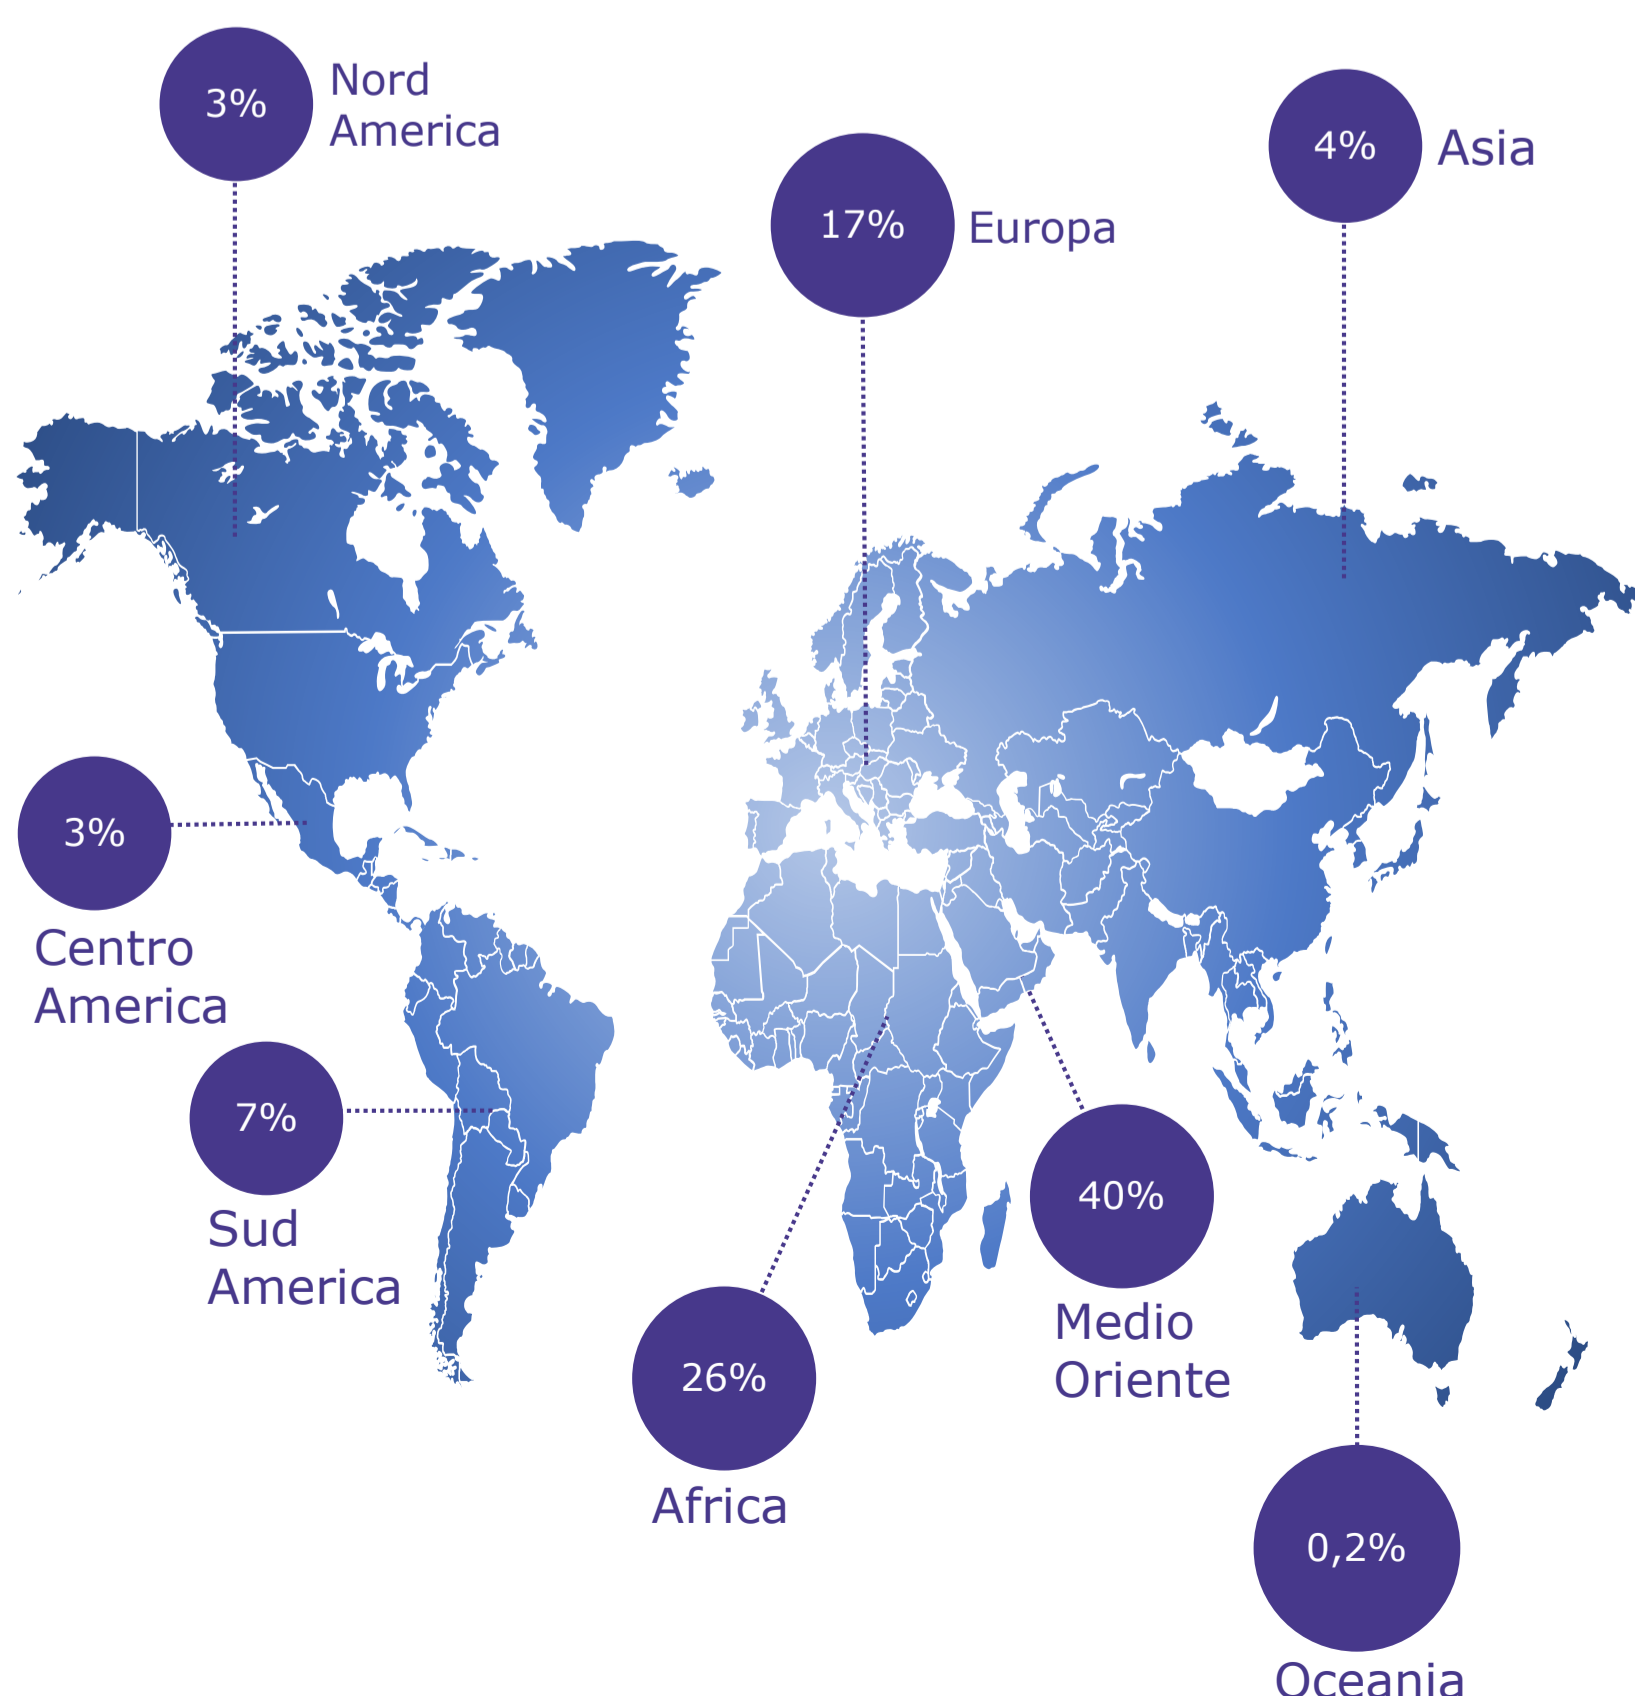 3%
Nord
America
4%
Asia
17%
Europa
3%
Centro
America
7%
Sud
America
40%
Medio
Oriente
26%
Africa
0,2%
Oceania